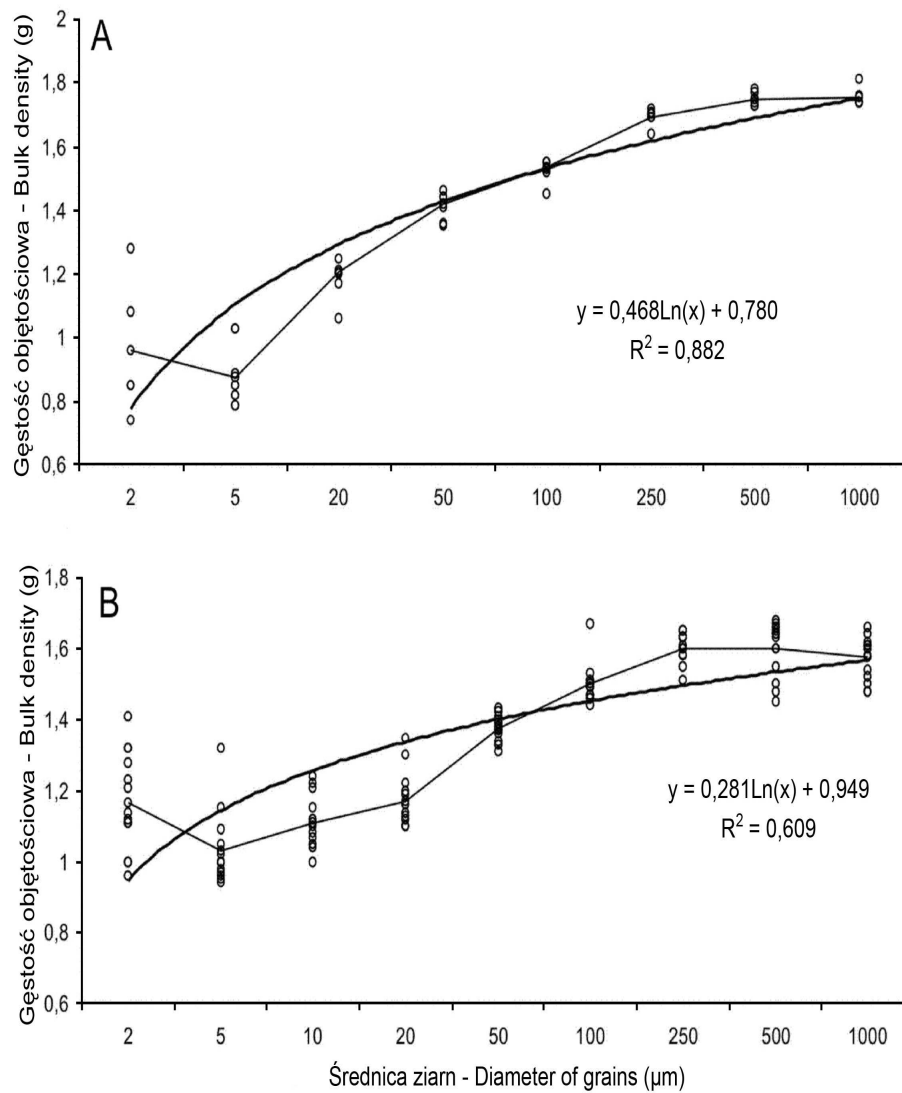 A
Gęstość objętościowa - Bulk density (g)
2
1,8
1,6
1,4
1,2
1
0,8
0,6
y = 0,468Ln(x) + 0,780
R² = 0,882
2 5 20 50 100 250 500 1000
B
Gęstość objętościowa - Bulk density (g)
1,8
1,6
1,4
1,2
1
0,8
0,6
y = 0,281Ln(x) + 0,949
R² = 0,609
2 5 10 20 50 100 250 500 1000
Średnica ziarn - Diameter of grains (µm)